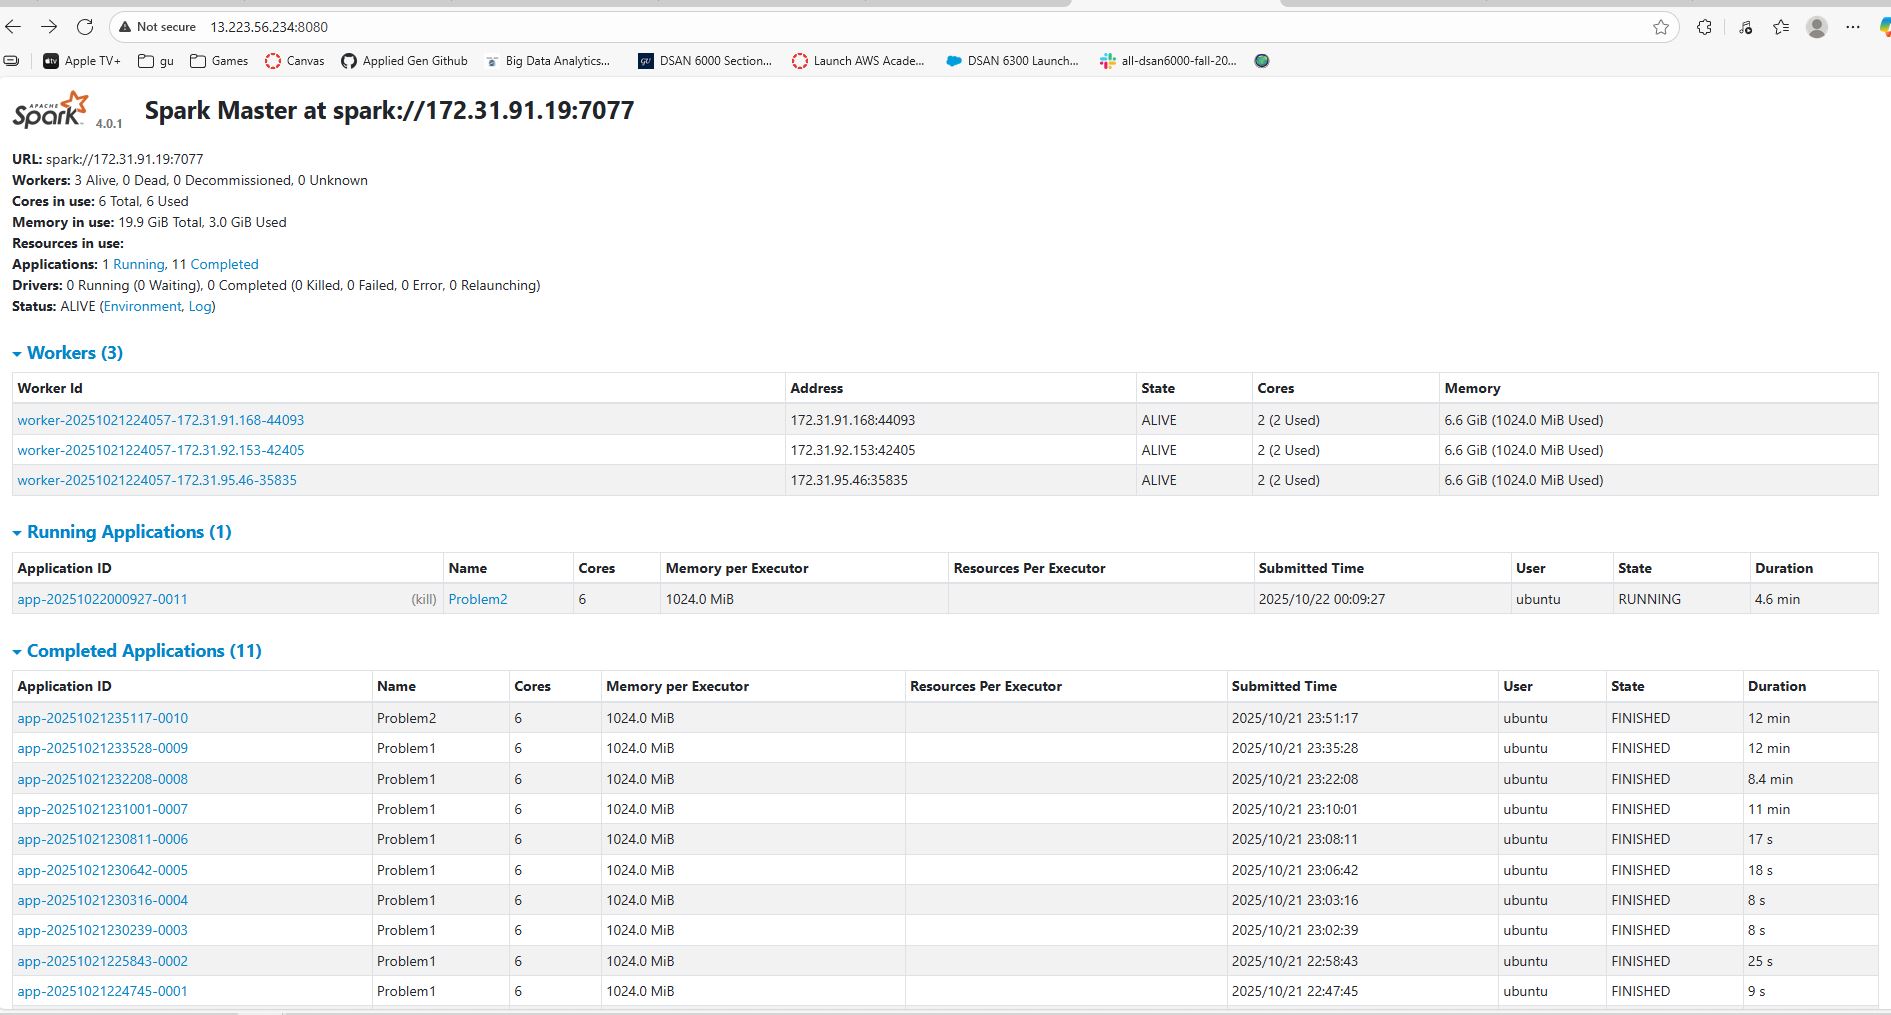 Not secure 13.223.56.234:8080
Apple TV+ gu Games Canvas Applied Gen Github Big Data Analytics... DSAN 6000 Section... Launch AWS Acade... DSAN 6300 Launch... all-dsan6000-fall-20...
APACHE Spark 4.0.1 Spark Master at spark://172.31.91.19:7077
URL: spark://172.31.91.19:7077
Workers: 3 Alive, 0 Dead, 0 Decommissioned, 0 Unknown
Cores in use: 6 Total, 6 Used
Memory in use: 19.9 GiB Total, 3.0 GiB Used
Resources in use:
Applications: 1 Running, 11 Completed
Drivers: 0 Running (0 Waiting), 0 Completed (0 Killed, 0 Failed, 0 Error, 0 Relaunching)
Status: ALIVE (Environment, Log)
Workers (3)
Worker Id Address State Cores Memory
worker-20251021224057-172.31.91.168-44093 172.31.91.168:44093 ALIVE 2 (2 Used) 6.6 GiB (1024.0 MiB Used)
worker-20251021224057-172.31.92.153-42405 172.31.92.153:42405 ALIVE 2 (2 Used) 6.6 GiB (1024.0 MiB Used)
worker-20251021224057-172.31.95.46-35835 172.31.95.46:35835 ALIVE 2 (2 Used) 6.6 GiB (1024.0 MiB Used)
Running Applications (1)
Application ID Name Cores Memory per Executor Resources Per Executor Submitted Time User State Duration
app-20251022000927-0011 (kill) Problem2 6 1024.0 MiB 2025/10/22 00:09:27 ubuntu RUNNING 4.6 min
Completed Applications (11)
Application ID Name Cores Memory per Executor Resources Per Executor Submitted Time User State Duration
app-20251021235117-0010 Problem2 6 1024.0 MiB 2025/10/21 23:51:17 ubuntu FINISHED 12 min
app-20251021233528-0009 Problem1 6 1024.0 MiB 2025/10/21 23:35:28 ubuntu FINISHED 12 min
app-20251021232208-0008 Problem1 6 1024.0 MiB 2025/10/21 23:22:08 ubuntu FINISHED 8.4 min
app-20251021231001-0007 Problem1 6 1024.0 MiB 2025/10/21 23:10:01 ubuntu FINISHED 11 min
app-20251021230811-0006 Problem1 6 1024.0 MiB 2025/10/21 23:08:11 ubuntu FINISHED 17 s
app-20251021230642-0005 Problem1 6 1024.0 MiB 2025/10/21 23:06:42 ubuntu FINISHED 18 s
app-20251021230316-0004 Problem1 6 1024.0 MiB 2025/10/21 23:03:16 ubuntu FINISHED 8 s
app-20251021230239-0003 Problem1 6 1024.0 MiB 2025/10/21 23:02:39 ubuntu FINISHED 8 s
app-20251021225843-0002 Problem1 6 1024.0 MiB 2025/10/21 22:58:43 ubuntu FINISHED 25 s
app-20251021224745-0001 Problem1 6 1024.0 MiB 2025/10/21 22:47:45 ubuntu FINISHED 9 s